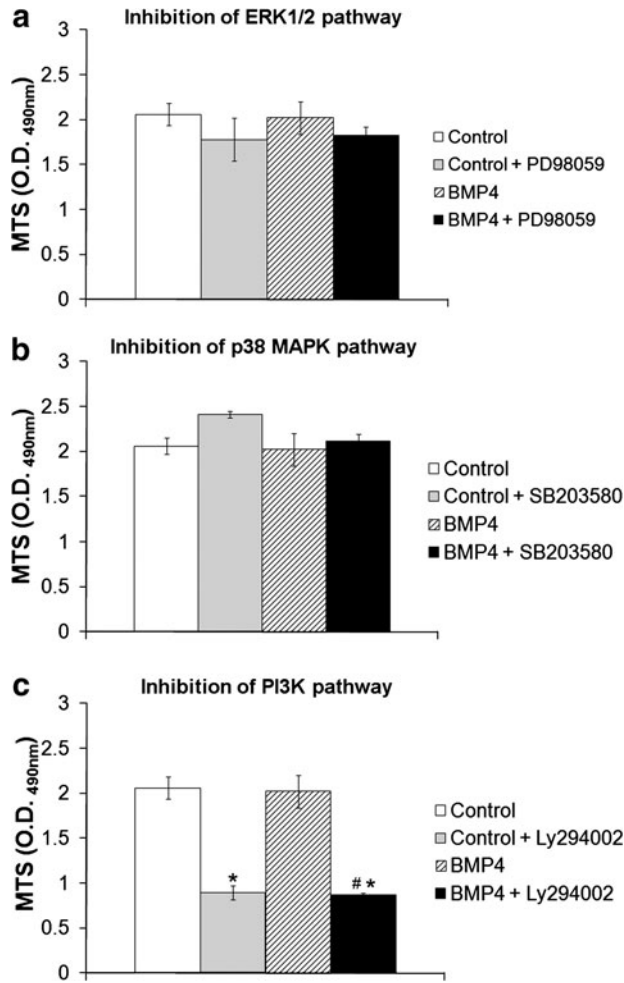 a
Inhibition of ERK1/2 pathway
MTS (O.D. 490nm)
3
2.5
2
1.5
1
0.5
0
Control
Control + PD98059
BMP4
BMP4 + PD98059
b
Inhibition of p38 MAPK pathway
MTS (O.D. 490nm)
3
2.5
2
1.5
1
0.5
0
Control
Control + SB203580
BMP4
BMP4 + SB203580
c
Inhibition of PI3K pathway
MTS (O.D. 490nm)
3
2.5
2
1.5
1
0.5
0
*
# *
Control
Control + Ly294002
BMP4
BMP4 + Ly294002